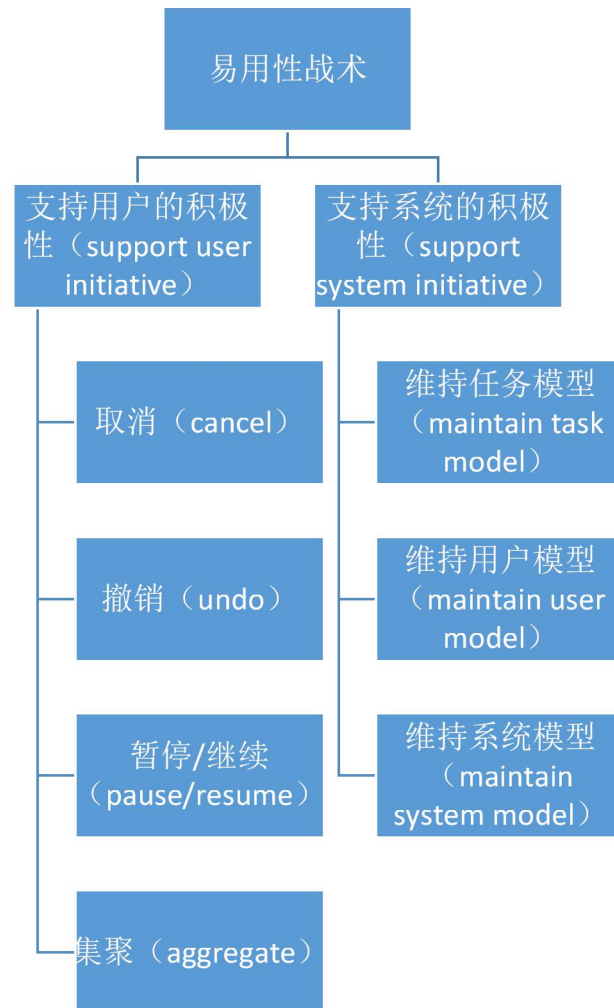 易用性战术
支持用户的积极
性（support user
initiative）
支持系统的积极
性（support
system initiative）
取消（cancel）
撤销（undo）
暂停/继续
（pause/resume）
集聚（aggregate）
维持任务模型
（maintain task
model）
维持用户模型
（maintain user
model）
维持系统模型
（maintain
system model）